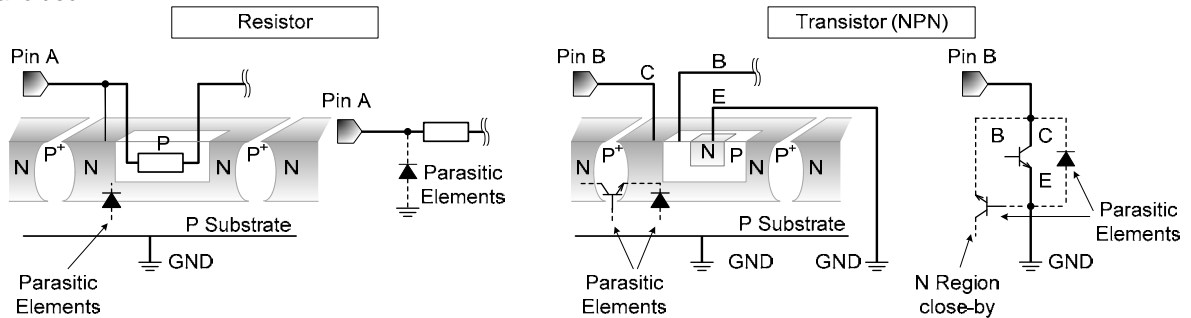 Resistor
Transistor (NPN)
Pin A
Pin B
Pin B
C
B
E
Pin A
B
C
E
N
P+
N
P
P+
N
N
P+
N
N
P
P+
N
Parasitic
Elements
Parasitic
Elements
P Substrate
P Substrate
GND
GND
GND
GND
Parasitic
Elements
Parasitic
Elements
N Region
close-by